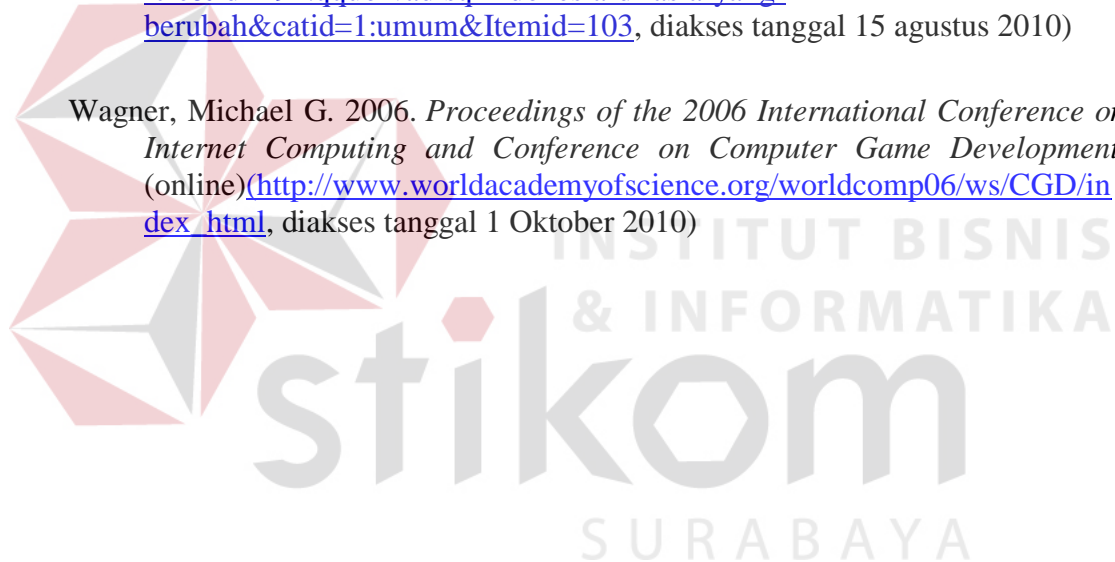 berubah&catid=1:umum&Itemid=103, diakses tanggal 15 agustus 2010)
Wagner, Michael G. 2006. Proceedings of the 2006 International Conference on
Internet Computing and Conference on Computer Game Development
(online)(http://www.worldacademyofscience.org/worldcomp06/ws/CGD/in
dex_html, diakses tanggal 1 Oktober 2010)
INSTITUT BISNIS
& INFORMATIKA
stikom
SURABAYA